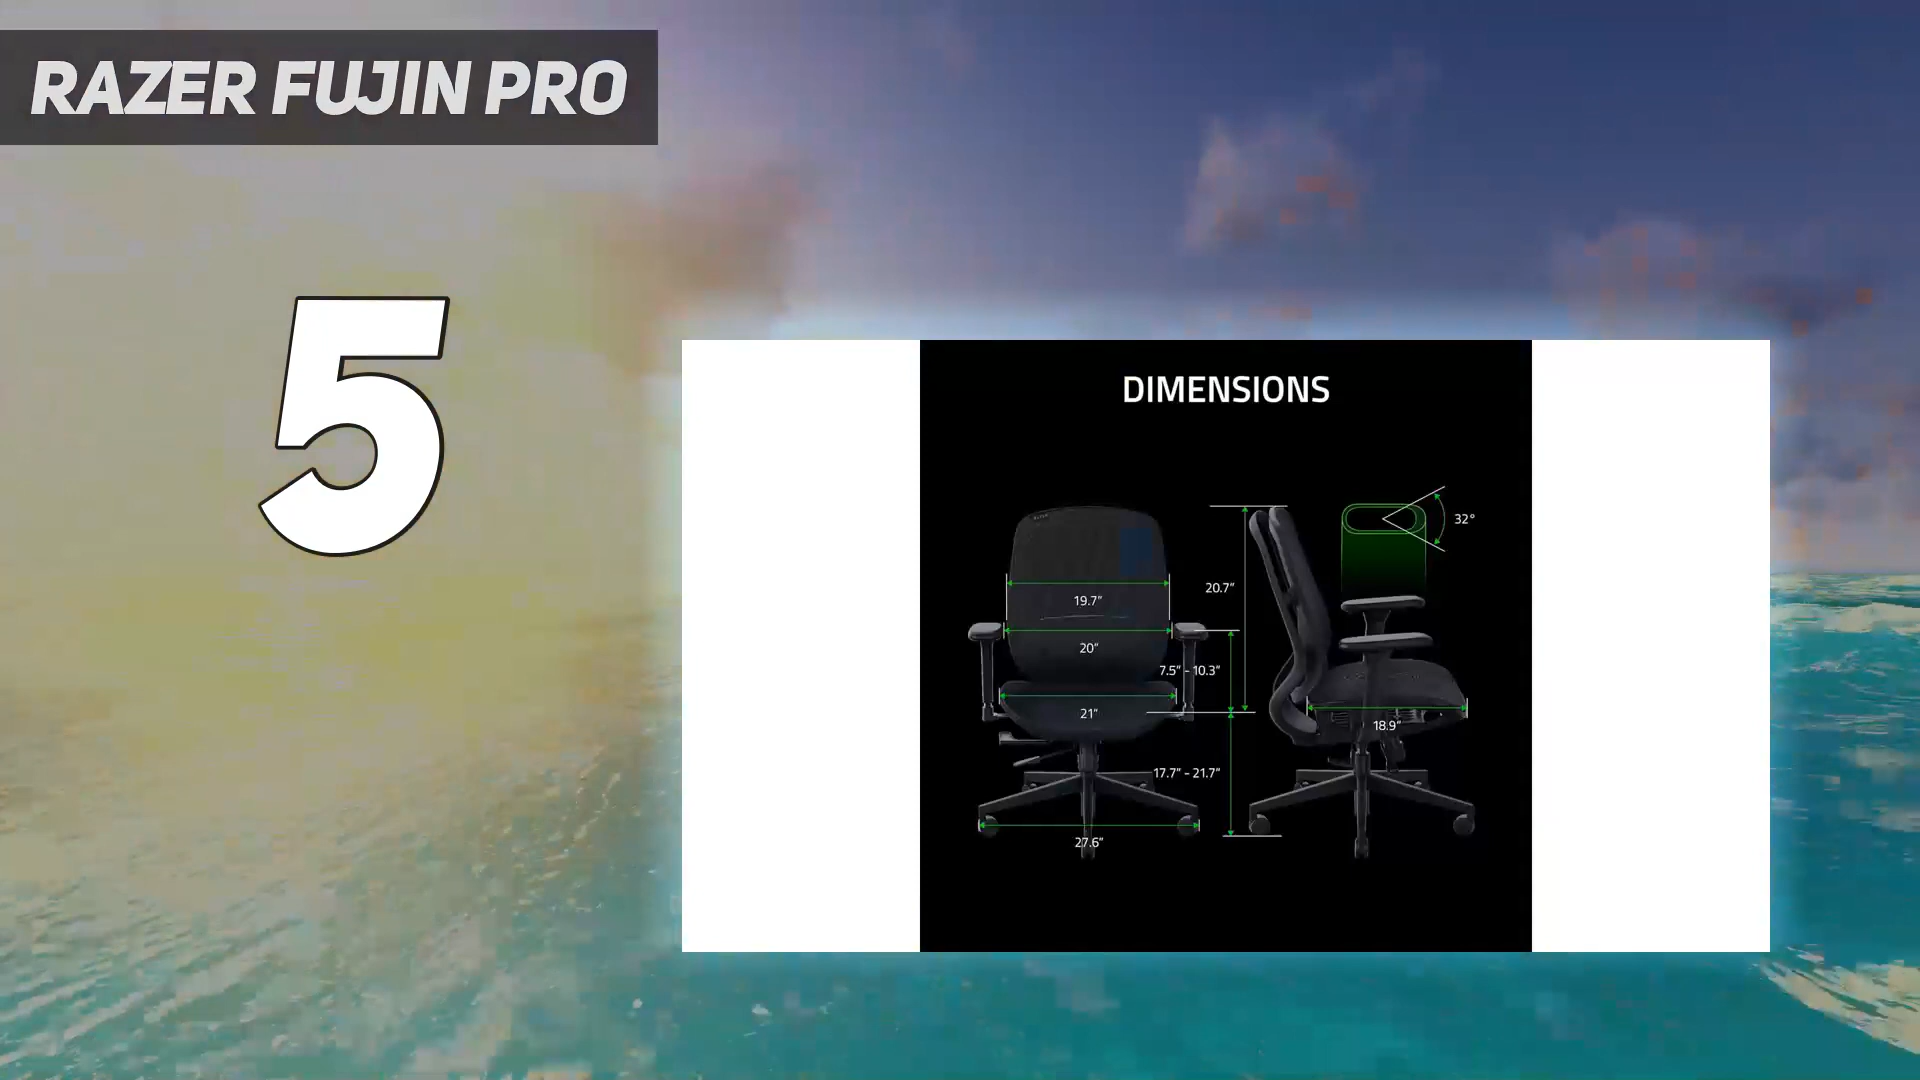 RAZER FUJIN PRO
5
DIMENSIONS
32°
20.7"
19.7"
20"
7.5" - 10.3"
21"
18.9"
17.7" - 21.7"
27.6"